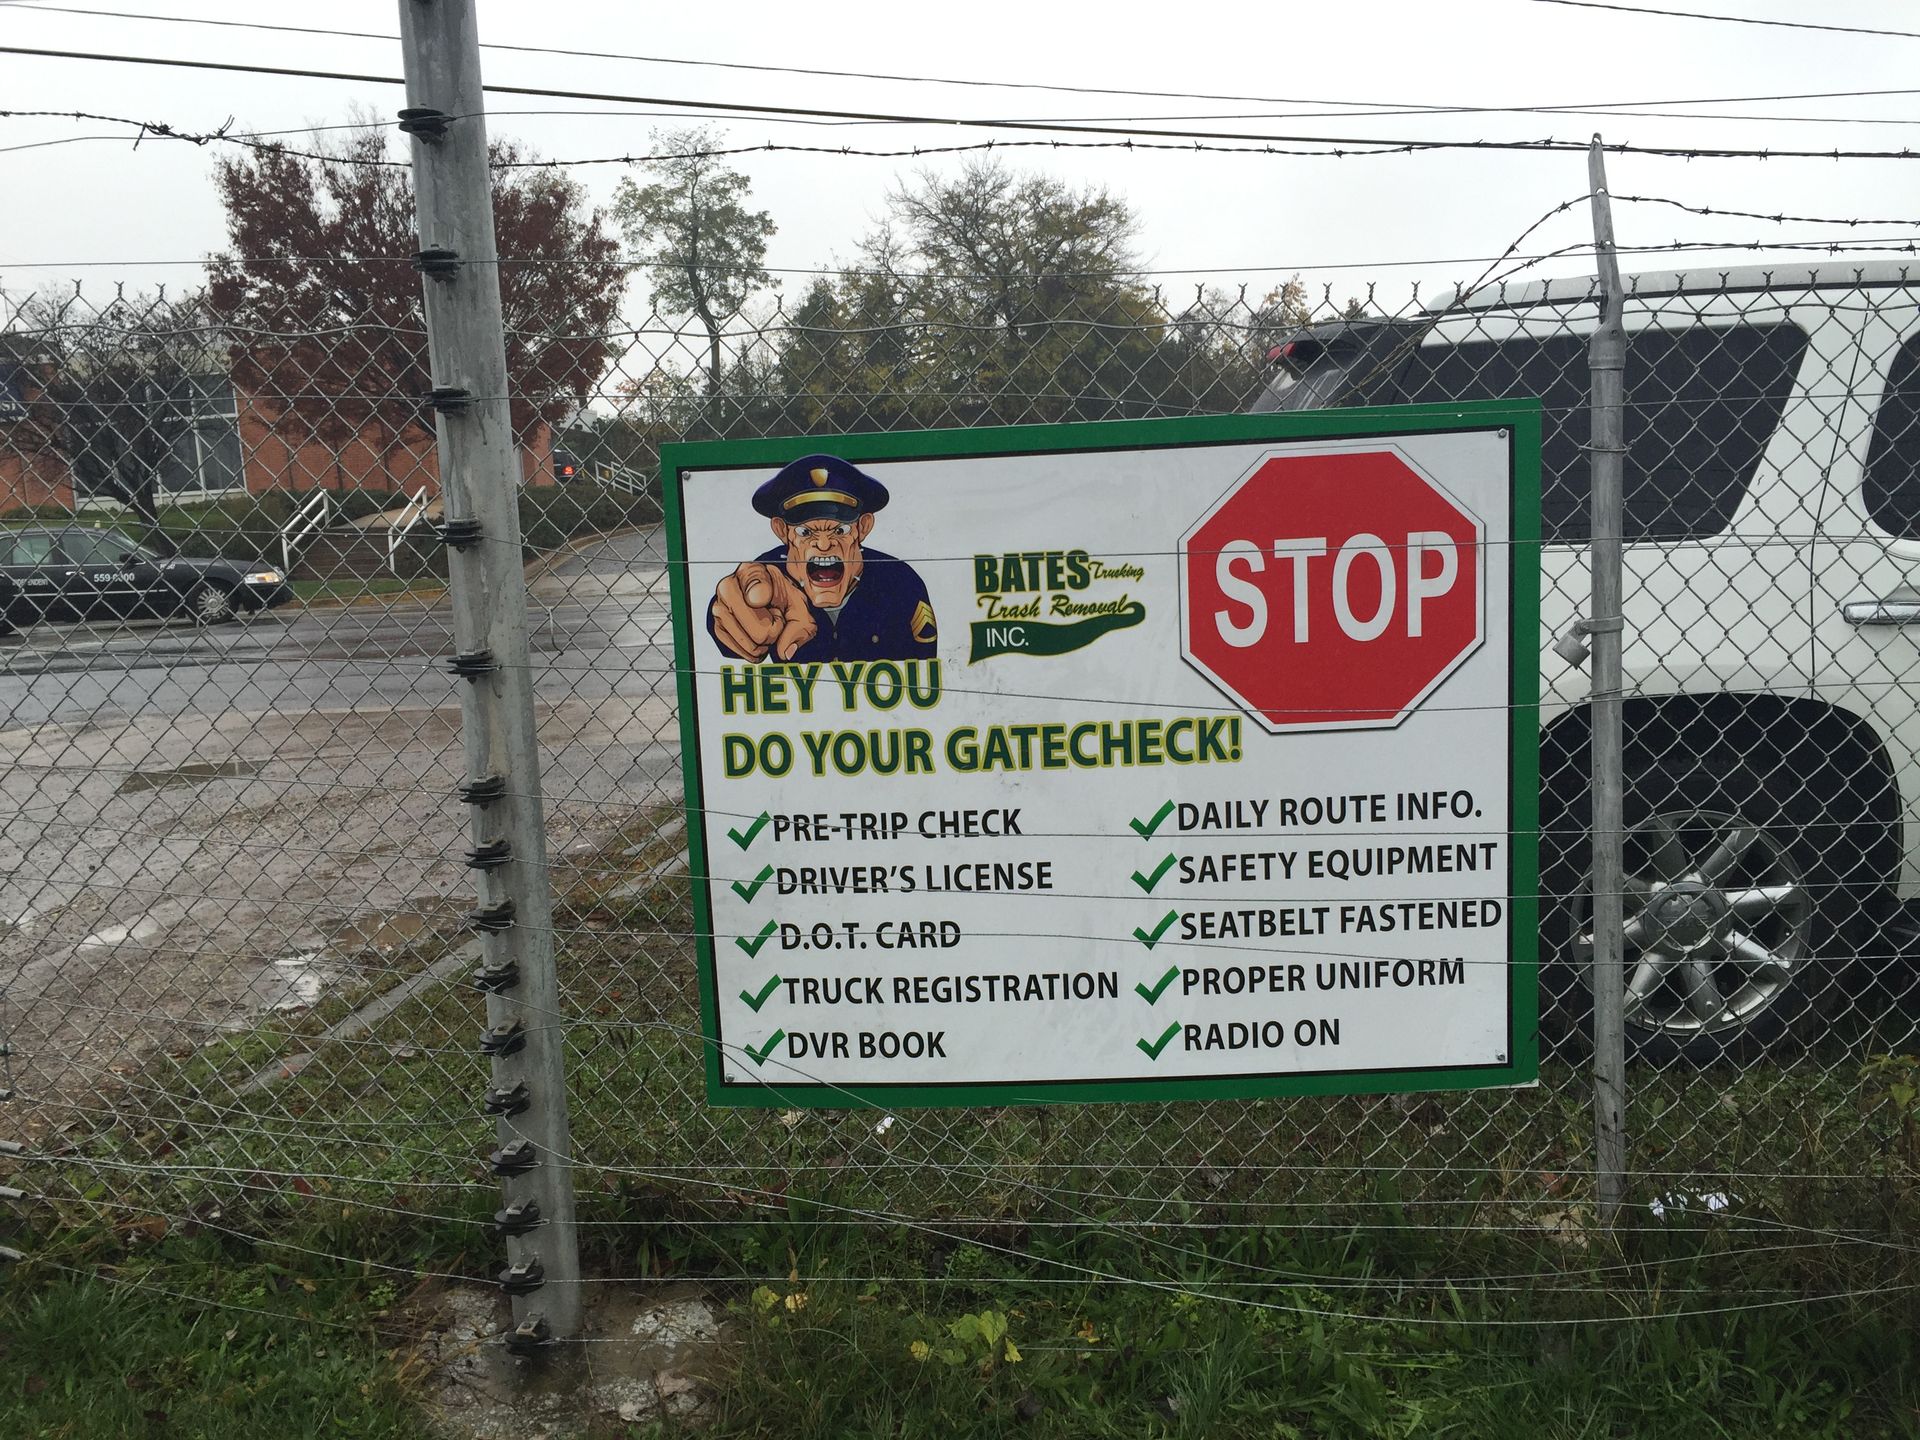 BATES Trucking
Trash Removal
INC.
STOP
HEY YOU
DO YOUR GATECHECK!
PRE-TRIP CHECK
DRIVER'S LICENSE
D.O.T. CARD
TRUCK REGISTRATION
DVR BOOK
DAILY ROUTE INFO.
SAFETY EQUIPMENT
SEATBELT FASTENED
PROPER UNIFORM
RADIO ON